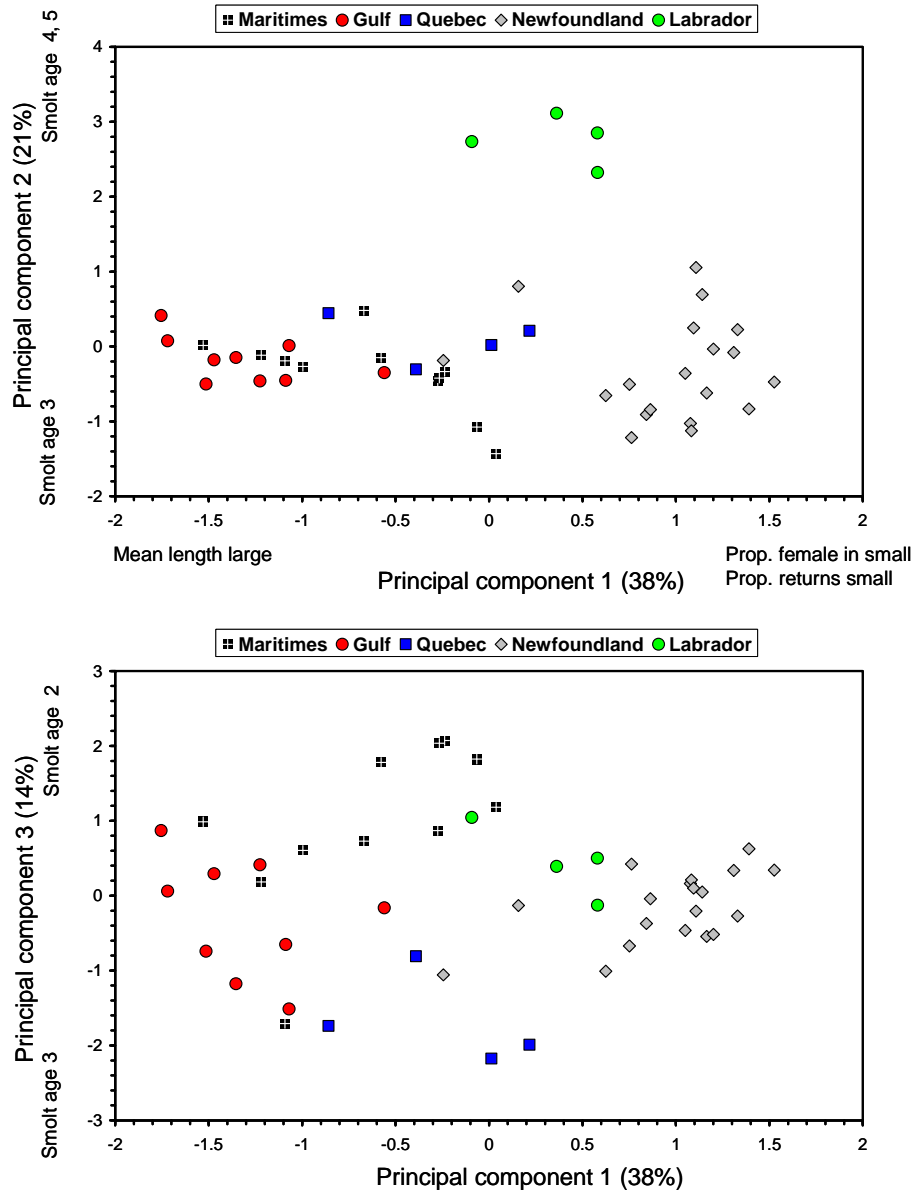 Maritimes Gulf Quebec Newfoundland Labrador
Smolt age 4, 5
Principal component 2 (21%)
Smolt age 3
4
3
2
1
0
-1
-2
-2 -1.5 -1 -0.5 0 0.5 1 1.5 2
Mean length large
Prop. female in small
Prop. returns small
Principal component 1 (38%)
Maritimes Gulf Quebec Newfoundland Labrador
Smolt age 2
Principal component 3 (14%)
Smolt age 3
3
2
1
0
-1
-2
-3
-2 -1.5 -1 -0.5 0 0.5 1 1.5 2
Principal component 1 (38%)